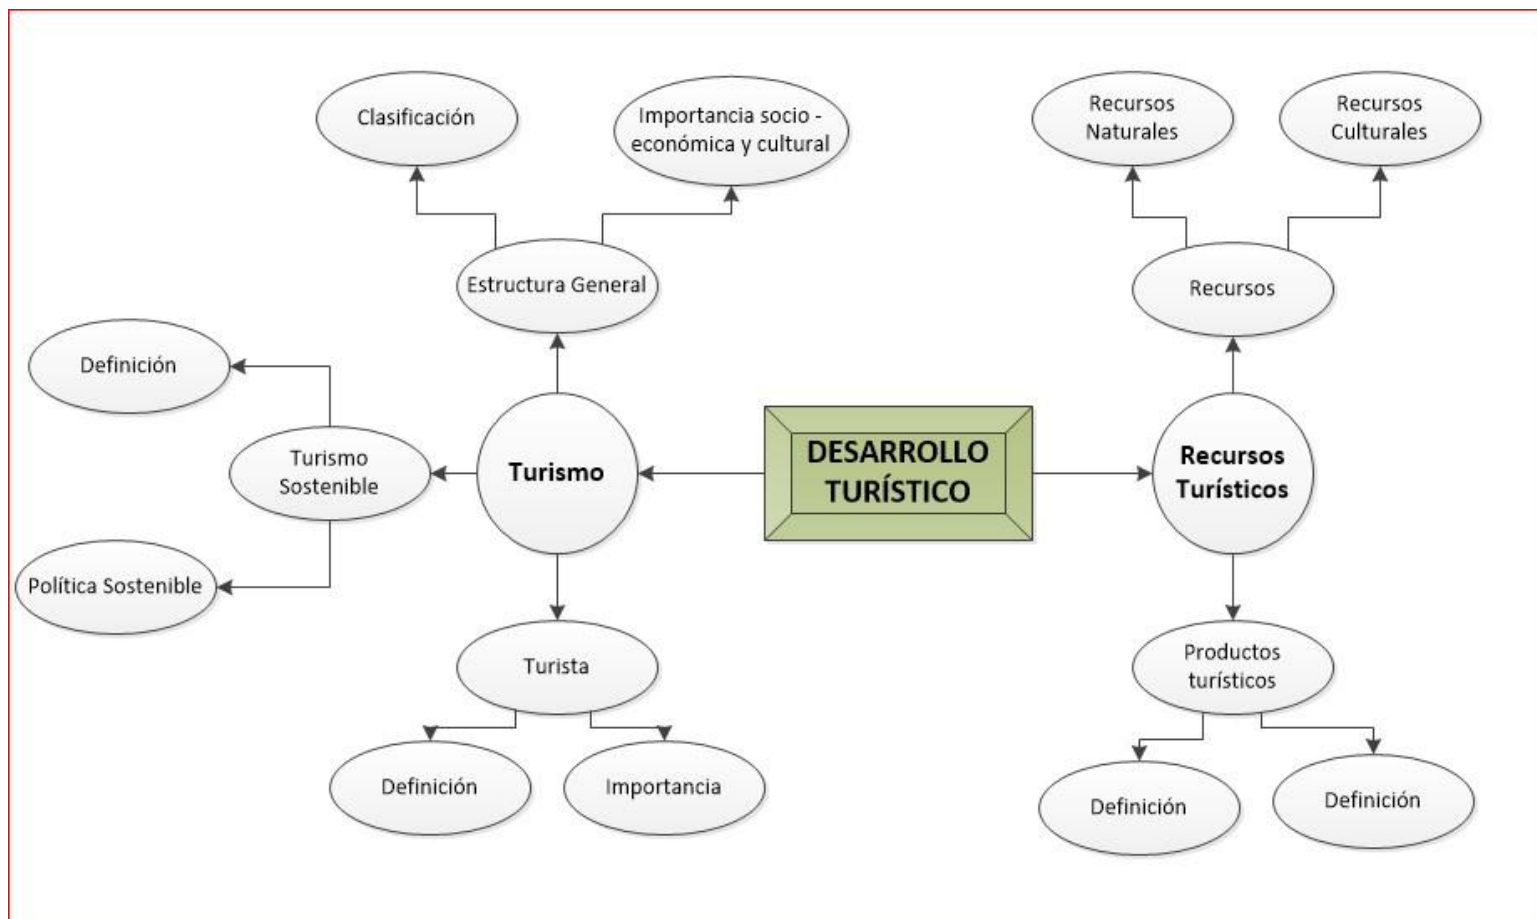 Clasificación
Importancia socio -
económica y cultural
Recursos
Naturales
Recursos
Culturales
Estructura General
Recursos
Definición
Turismo
Sostenible
Turismo
DESARROLLO
TURÍSTICO
Recursos
Turísticos
Política Sostenible
Turista
Productos
turísticos
Definición
Importancia
Definición
Definición